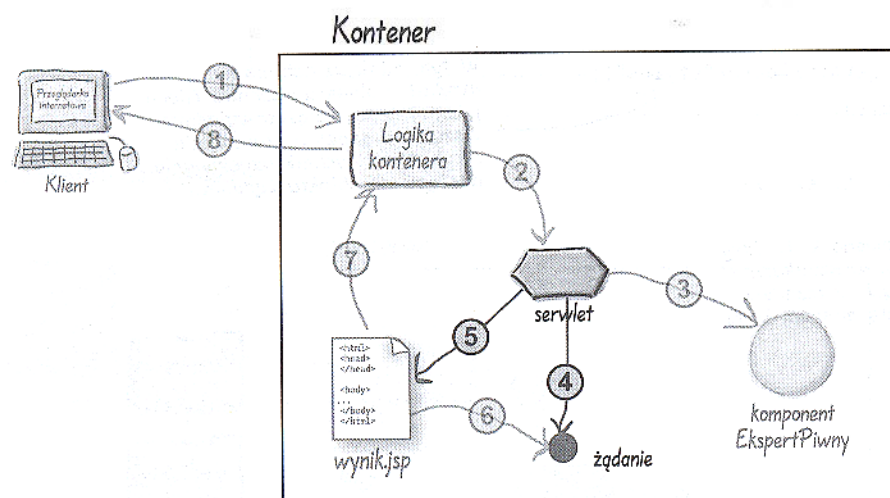 Kontener
Przeglądarka
internetowa
Klient
1
8
Logika
kontenera
2
7
serwlet
3
5
4
<html>
<head>
</head>
<body>
...
</body>
</html>
6
wynik.jsp
żądanie
komponent
EkspertPiwny